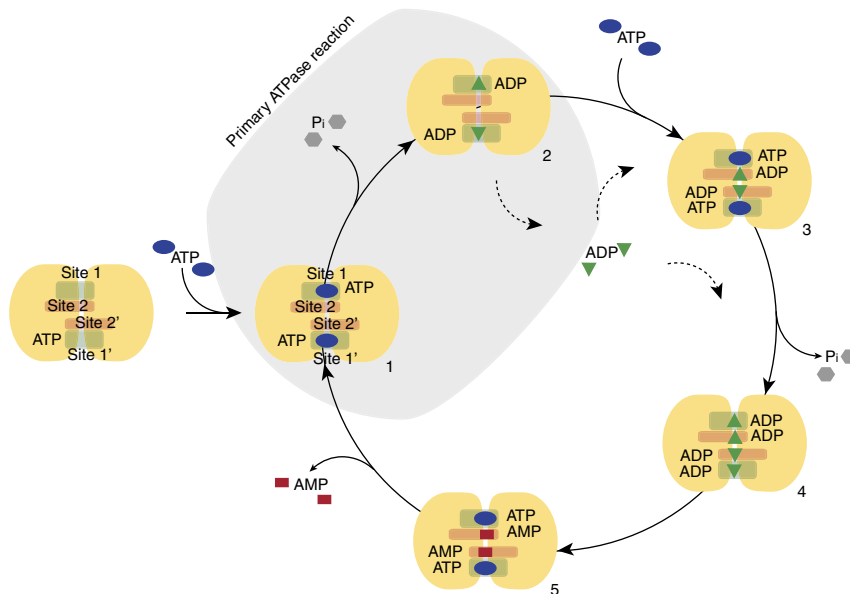 Primary ATPase reaction
ATP
Pi
ADP
ADP
2
ATP
ADP
ADP
ATP
3
ATP
Site 1
Site 2
Site 2'
ATP
Site 1'
Site 1
ATP
Site 2
Site 2'
ATP
Site 1'
1
ADP
Pi
ADP
ADP
ADP
ADP
4
AMP
ATP
AMP
AMP
ATP
5